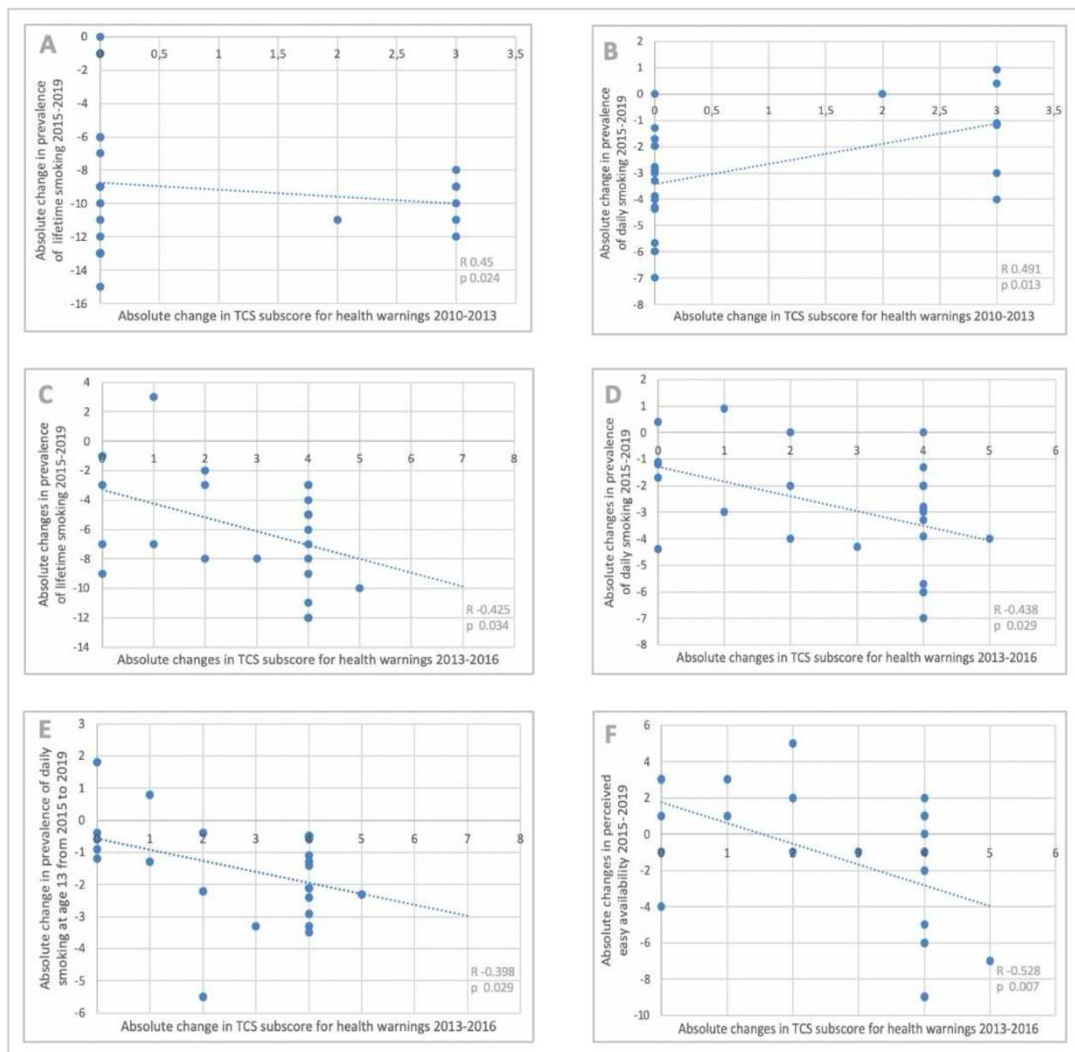 A
0
0,5
1
1,5
2
2,5
3
3,5
-2
-4
-6
-8
-10
-12
-14
-16
Absolute change in prevalence
of lifetime smoking 2015-2019
R 0.45
p 0.024
Absolute change in TCS subscore for health warnings 2010-2013
B
2
1
0
0
0,5
1
1,5
2
2,5
3
3,5
-1
-2
-3
-4
-5
-6
-7
-8
Absolute change in prevalence
of daily smoking 2015-2019
R 0.491
p 0.013
Absolute change in TCS subscore for health warnings 2010-2013
C
4
2
0
0
1
2
3
4
5
6
7
8
-2
-4
-6
-8
-10
-12
-14
Absolute changes in prevalence
of lifetime smoking 2015-2019
R -0.425
p 0.034
Absolute changes in TCS subscore for health warnings 2013-2016
D
2
1
0
0
1
2
3
4
5
6
-1
-2
-3
-4
-5
-6
-7
-8
Absolute changes in prevalence
of daily smoking 2015-2019
R -0.438
p 0.029
Absolute changes in TCS subscore for health warnings 2013-2016
E
3
2
1
0
0
1
2
3
4
5
6
7
8
-1
-2
-3
-4
-5
-6
Absolute change in prevalence of daily
smoking at age 13 from 2015 to 2019
R -0.398
p 0.029
Absolute change in TCS subscore for health warnings 2013-2016
F
6
4
2
0
0
1
2
3
4
5
6
-2
-4
-6
-8
-10
Absolute changes in perceived
easy availability 2015-2019
R -0.528
p 0.007
Absolute changes in TCS subscore for health warnings 2013-2016